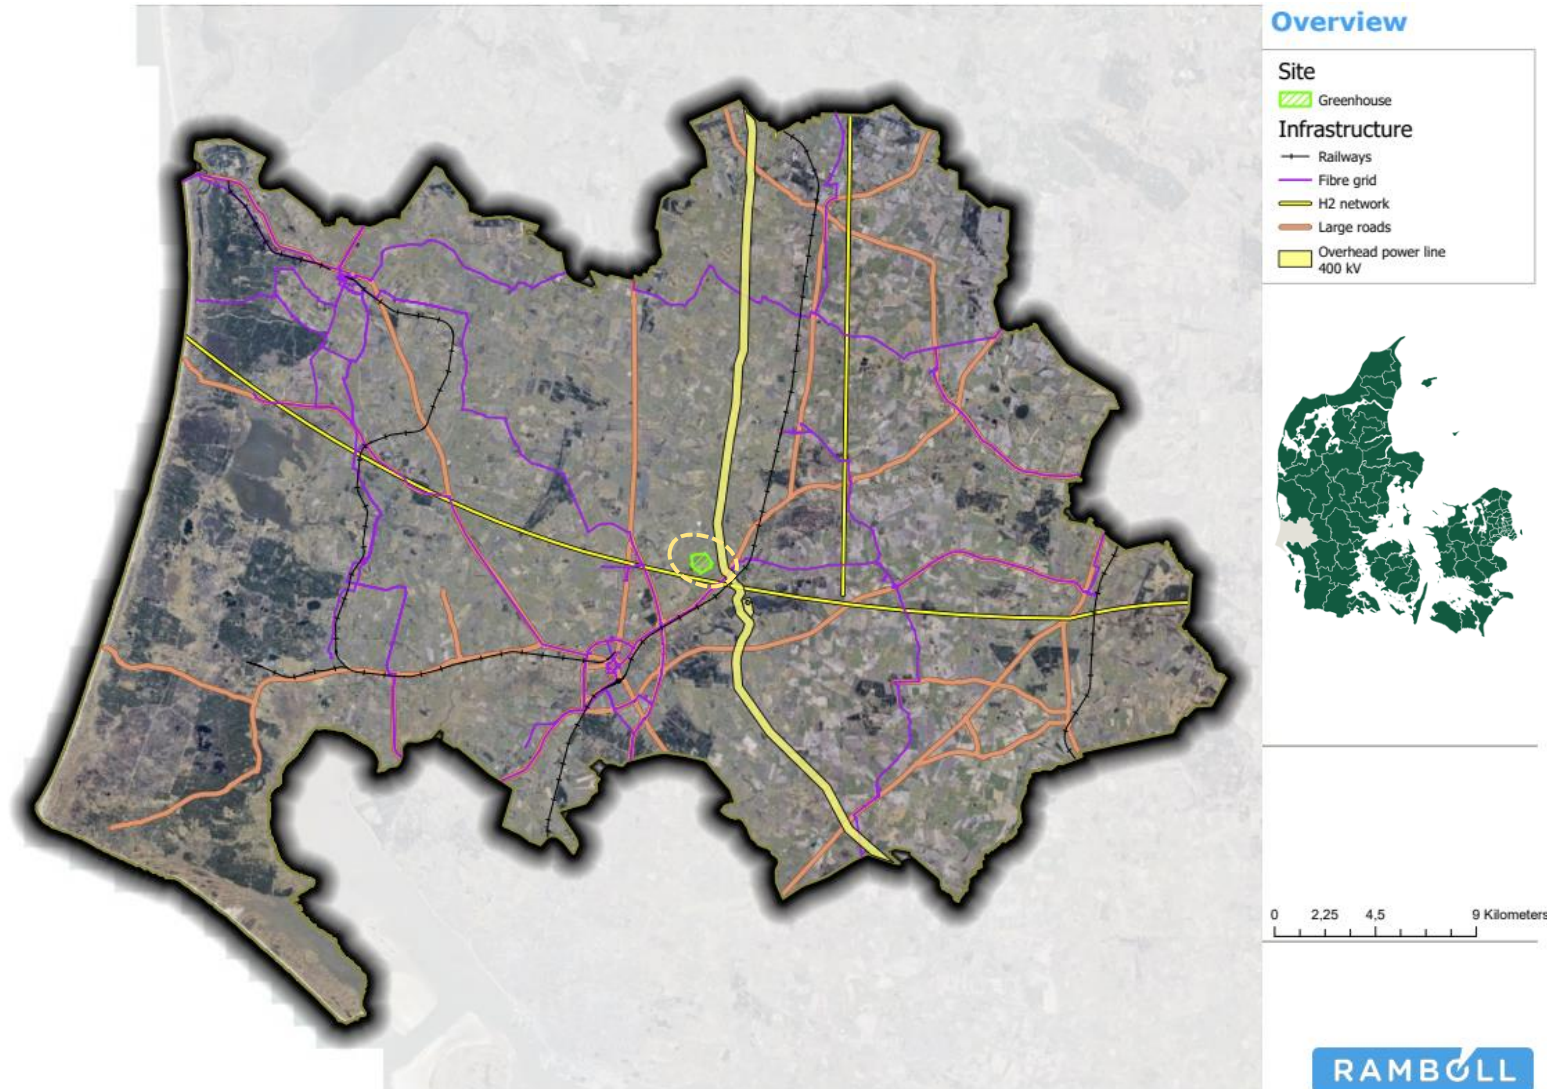 Overview
Site
Greenhouse
Infrastructure
Railways
Fibre grid
H2 network
Large roads
Overhead power line
400 kV
0 2,25 4,5 9 Kilometers
RAMBOLL